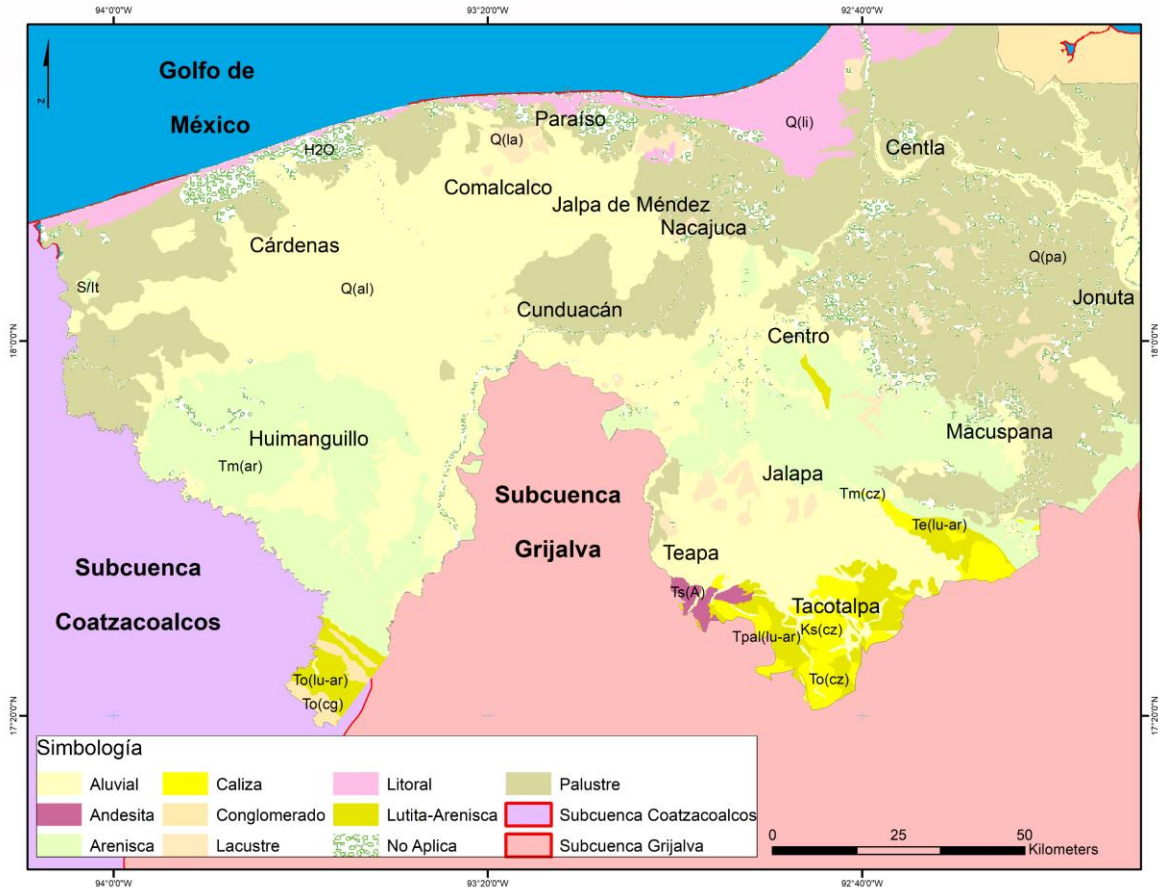 94°0'0"O
93°20'0"O
92°40'0"O
Golfo de
México
Z
Paraíso
Q(la)
Q(li)
H2O
Centla
Comalcalco
Jalpa de Méndez
Nacajuca
Cárdenas
Q(pa)
S/It
Q(al)
Jonuta
Cunduacán
Centro
18°0'0"N
18°0'0"N
Huimanguillo
Macuspana
Tm(ar)
Jalapa
Tm(cz)
Subcuenca
Grijalva
Te(lu-ar)
Teapa
Subcuenca
Coatzacoalcos
Ts(A)
Tacotalpa
Tpal(lu-ar)
Ks(cz)
To(lu-ar)
To(cz)
To(cg)
17°20'0"N
17°20'0"N
Simbología
Aluvial
Caliza
Litoral
Palustre
Andesita
Conglomerado
Lutita-Arenisca
Subcuenca Coatzacoalcos
Arenisca
Lacustre
No Aplica
Subcuenca Grijalva
0 25 50
Kilometers
94°0'0"O
93°20'0"O
92°40'0"O